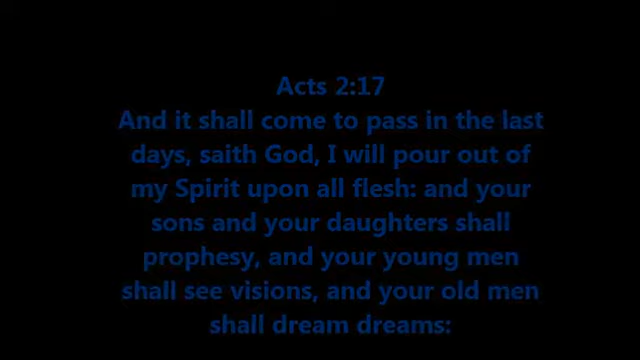 Acts 2:17
And it shall come to pass in the last
days, saith God, I will pour out of
my Spirit upon all flesh: and your
sons and your daughters shall
prophesy, and your young men
shall see visions, and your old men
shall dream dreams: